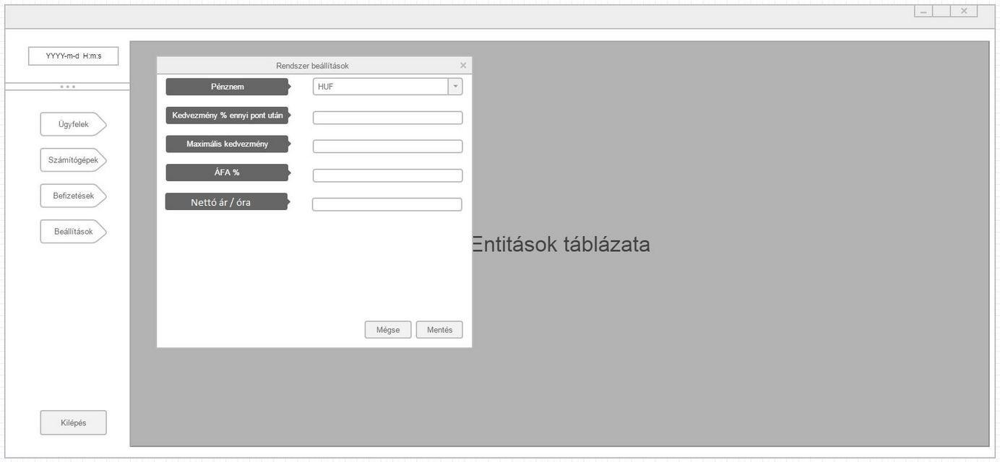 YYYY-m-d H:m:s
Ügyfelek
Számítógépek
Befizetések
Beállítások
Kilépés
Rendszer beállítások
Pénznem
HUF
Kedvezmény % ennyi pont után
Maximális kedvezmény
ÁFA %
Nettó ár / óra
Mégse
Mentés
Entitások táblázata